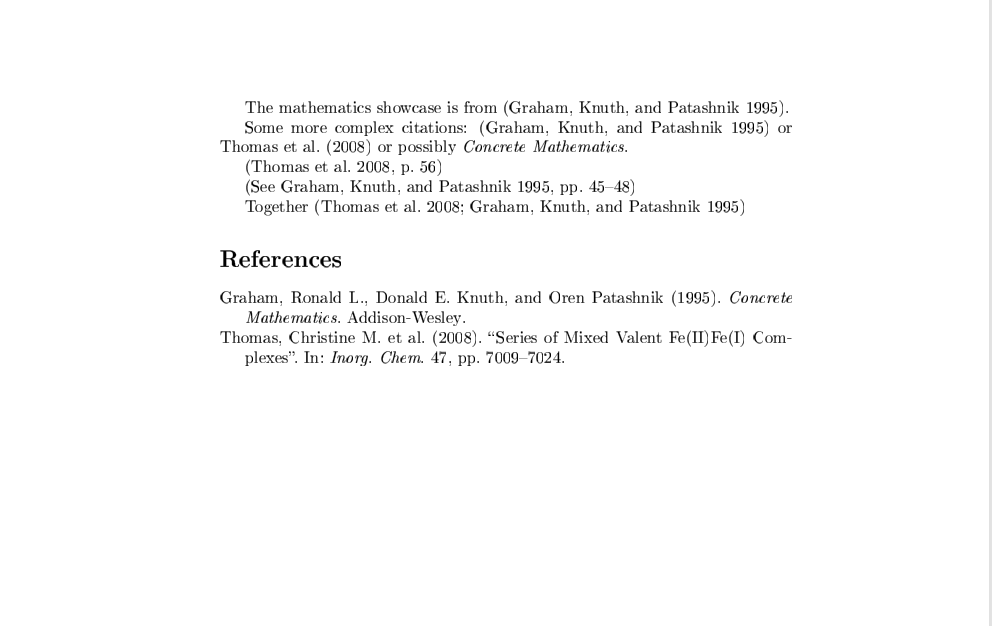 The mathematics showcase is from (Graham, Knuth, and Patashnik 1995).
Some more complex citations: (Graham, Knuth, and Patashnik 1995) or
Thomas et al. (2008) or possibly Concrete Mathematics.
(Thomas et al. 2008, p. 56)
(See Graham, Knuth, and Patashnik 1995, pp. 45–48)
Together (Thomas et al. 2008; Graham, Knuth, and Patashnik 1995)
References
Graham, Ronald L., Donald E. Knuth, and Oren Patashnik (1995). Concrete
Mathematics. Addison-Wesley.
Thomas, Christine M. et al. (2008). “Series of Mixed Valent Fe(II)Fe(I) Com-
plexes”. In: Inorg. Chem. 47, pp. 7009–7024.